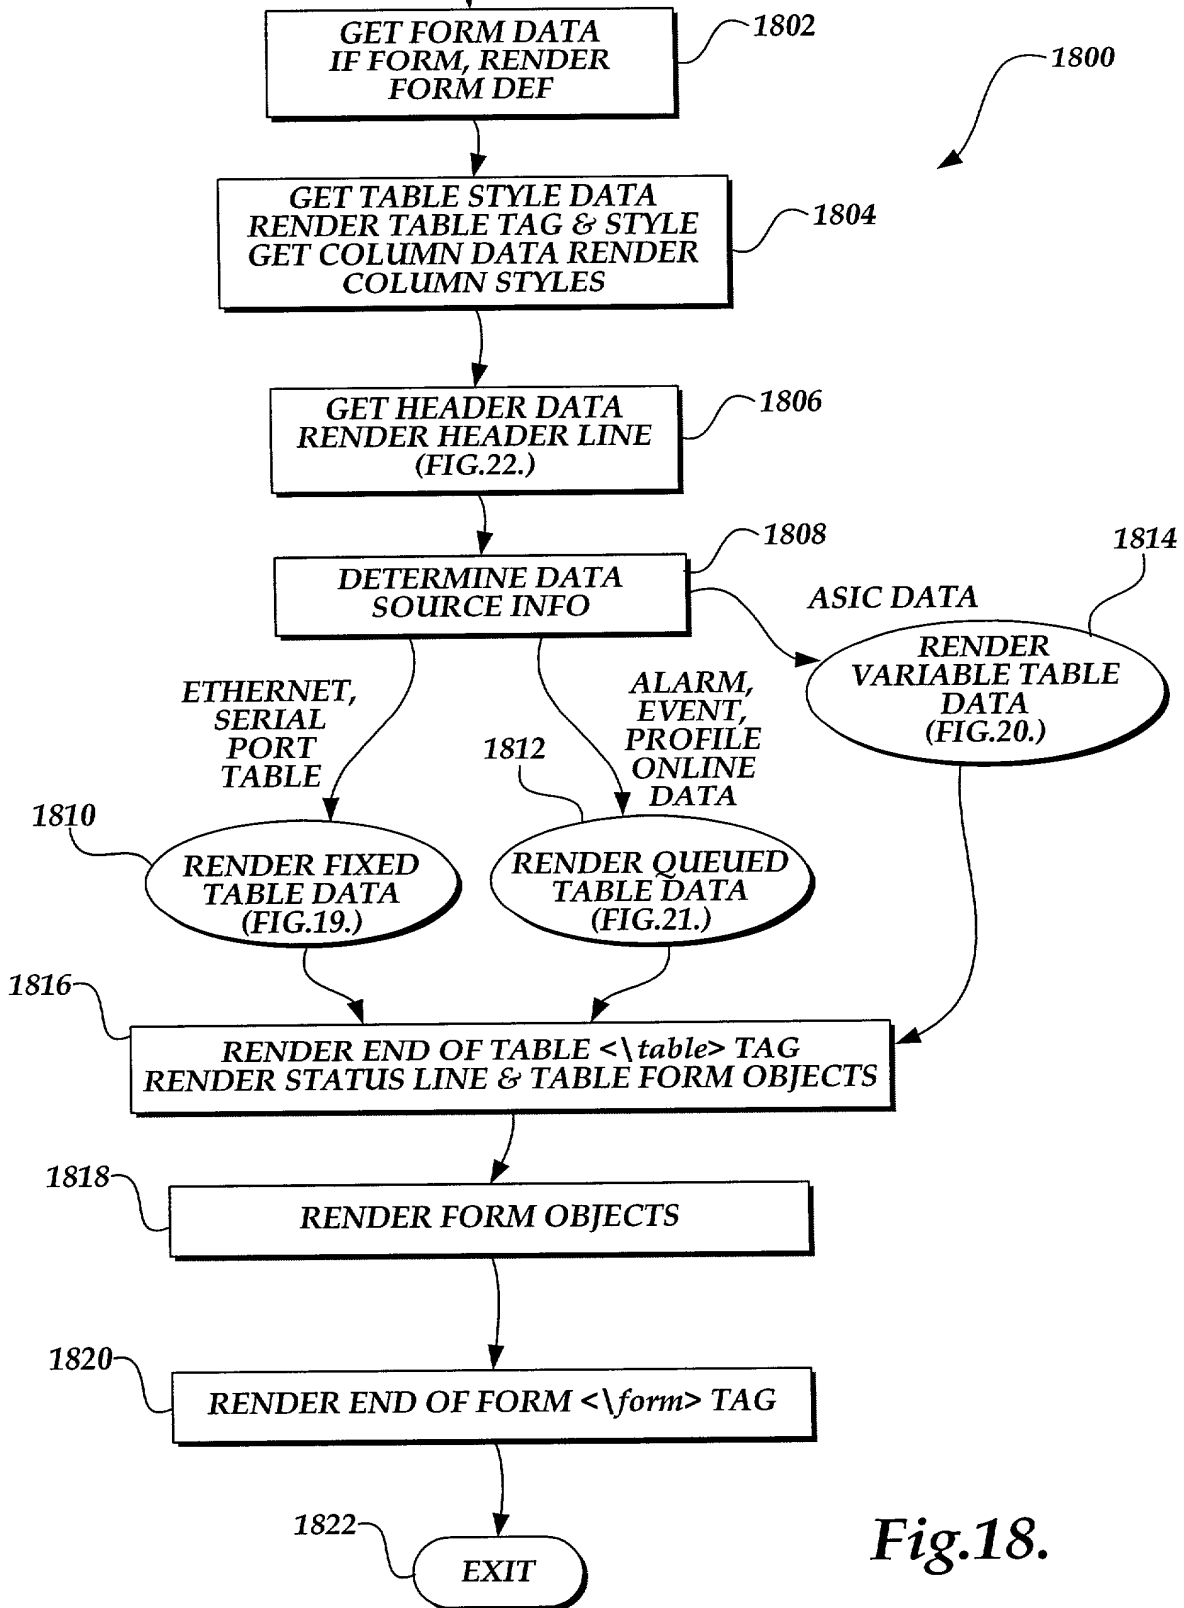 GET FORM DATA
IF FORM, RENDER
FORM DEF
1802
1800
GET TABLE STYLE DATA
RENDER TABLE TAG & STYLE
GET COLUMN DATA RENDER
COLUMN STYLES
1804
GET HEADER DATA
RENDER HEADER LINE
(FIG.22.)
1806
DETERMINE DATA
SOURCE INFO
1808
1814
ASIC DATA
RENDER
VARIABLE TABLE
DATA
(FIG.20.)
ETHERNET,
SERIAL
PORT
TABLE
ALARM,
EVENT,
PROFILE
ONLINE
DATA
1812
1810
RENDER FIXED
TABLE DATA
(FIG.19.)
RENDER QUEUED
TABLE DATA
(FIG.21.)
1816
RENDER END OF TABLE <\table> TAG
RENDER STATUS LINE & TABLE FORM OBJECTS
1818
RENDER FORM OBJECTS
1820
RENDER END OF FORM <\form> TAG
1822
EXIT
Fig.18.